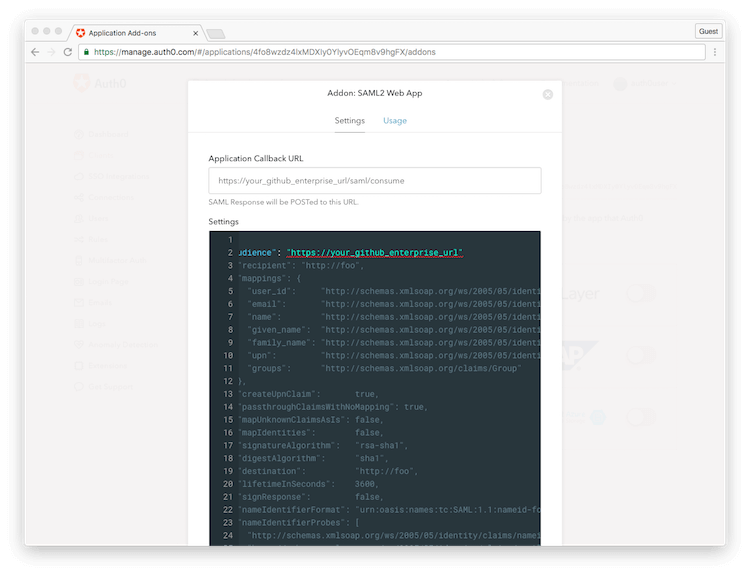 Application Add-ons
Guest
https://manage.auth0.com/#/applications/4fo8wzdz4lxMDXIy0YIyvOEqm8v9hgFX/addons
Auth0
Addon: SAML2 Web App
Settings
Usage
Application Callback URL
https://your_github_enterprise_url/saml/consume
SAML Response will be POSTed to this URL.
Settings
1
2 udience": "https://your_github_enterprise_url"
3 "recipient": "http://foo",
4 "mappings": {
5 "user_id": "http://schemas.xmlsoap.org/ws/2005/05/identi
6 "email": "http://schemas.xmlsoap.org/ws/2005/05/identi
7 "name": "http://schemas.xmlsoap.org/ws/2005/05/identi
8 "given_name": "http://schemas.xmlsoap.org/ws/2005/05/identi
9 "family_name": "http://schemas.xmlsoap.org/ws/2005/05/identi
10 "upn": "http://schemas.xmlsoap.org/ws/2005/05/identi
11 "groups": "http://schemas.xmlsoap.org/claims/Group"
12 },
13 "createUpnClaim": true,
14 "passthroughClaimsWithNoMapping": true,
15 "mapUnknownClaimsAsIs": false,
16 "mapIdentities": false,
17 "signatureAlgorithm": "rsa-sha1",
18 "digestAlgorithm": "sha1",
19 "destination": "http://foo",
20 "lifetimeInSeconds": 3600,
21 "signResponse": false,
22 "nameIdentifierFormat": "urn:oasis:names:tc:SAML:1.1:nameid-fo
23 "nameIdentifierProbes": [
24 "http://schemas.xmlsoap.org/ws/2005/05/identity/claims/namei